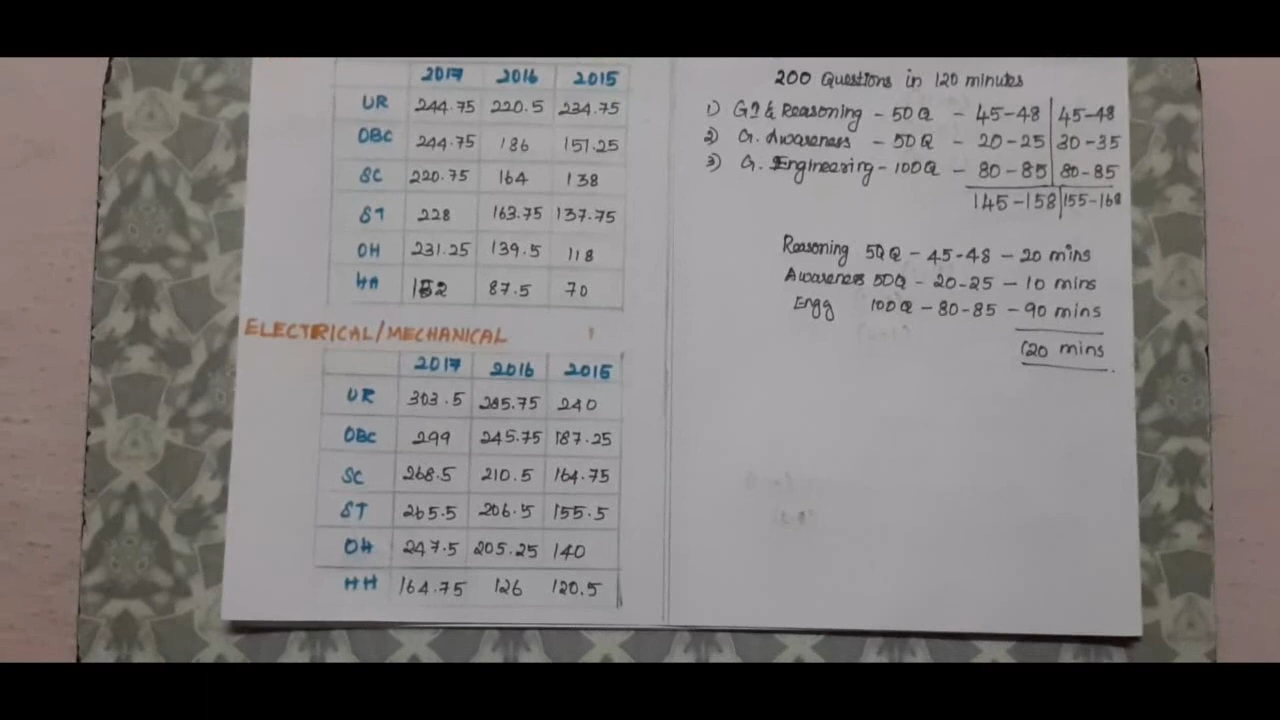 2017 2016 2015
UR 244.75 220.5 234.75
OBC 244.75 186 151.25
SC 220.75 164 138
ST 228 163.75 137.75
OH 231.25 139.5 118
HH 152 87.5 70
ELECTRICAL/MECHANICAL
2017 2016 2015
UR 303.5 285.75 240
OBC 299 245.75 187.25
SC 268.5 210.5 164.75
ST 265.5 206.5 155.5
OH 247.5 205.25 140
HH 164.75 126 120.5
200 Questions in 120 minutes
1) GI & Reasoning - 50Q - 45-48 45-48
2) G. Awareness - 50Q - 20-25 30-35
3) G. Engineering - 100Q - 80-85 80-85
145-158 155-168
Reasoning 50Q - 45-48 - 20 mins
Awareness 50Q - 20-25 - 10 mins
Engg 100Q - 80-85 - 90 mins
120 mins